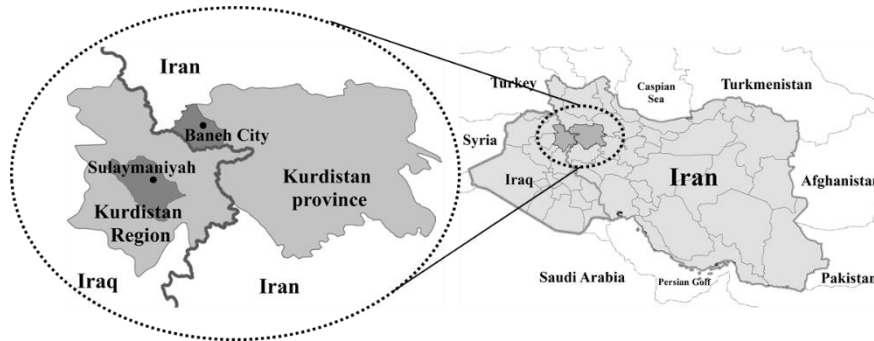 Iran
Baneh City
Sulaymaniyah
Kurdistan
province
Kurdistan
Region
Iraq
Iran
Turkey
Caspian
Sea
Turkmenistan
Syria
Iraq
Iran
Afghanistan
Saudi Arabia
Persian Golf
Pakistan